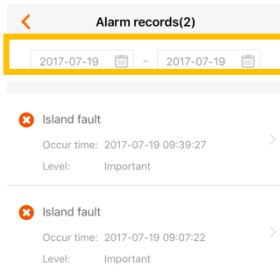 Alarm records(2)
2017-07-19 ~ 2017-07-19
Island fault
Occur time: 2017-07-19 09:39:27
Level: Important
Island fault
Occur time: 2017-07-19 09:07:22
Level: Important